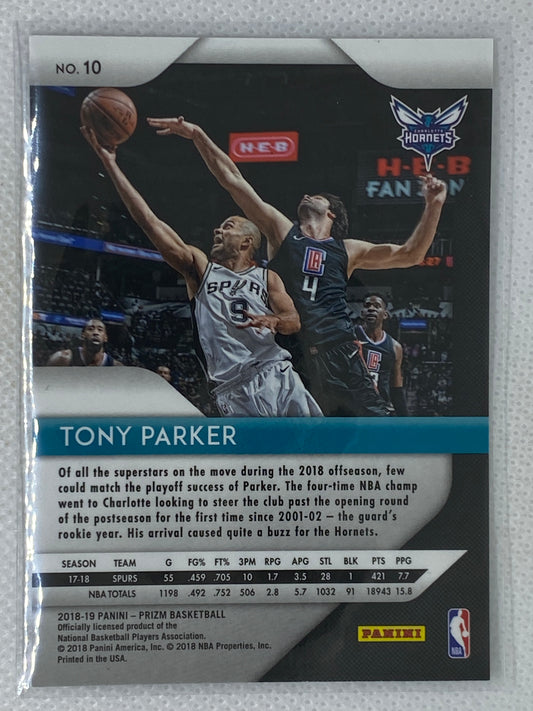 NO. 10
CHARLOTTE
HORNETS
H-E-B
H-E-B
FAN
SPURS
9
LA
4
TONY PARKER
Of all the superstars on the move during the 2018 offseason, few
could match the playoff success of Parker. The four-time NBA champ
went to Charlotte looking to steer the club past the opening round
of the postseason for the first time since 2001-02 – the guard's
rookie year. His arrival caused quite a buzz for the Hornets.
SEASON TEAM G FG% FT% 3PM RPG APG STL BLK PTS PPG
17-18 SPURS 55 .459 .705 10 1.7 3.5 28 1 421 7.7
NBA TOTALS 1198 .492 .752 506 2.8 5.7 1032 91 18943 15.8
2018-19 PANINI – PRIZM BASKETBALL
Officially licensed product of the
National Basketball Players Association.
© 2018 Panini America, Inc. © 2018 NBA Properties, Inc.
Printed in the USA.
PANINI
NBA